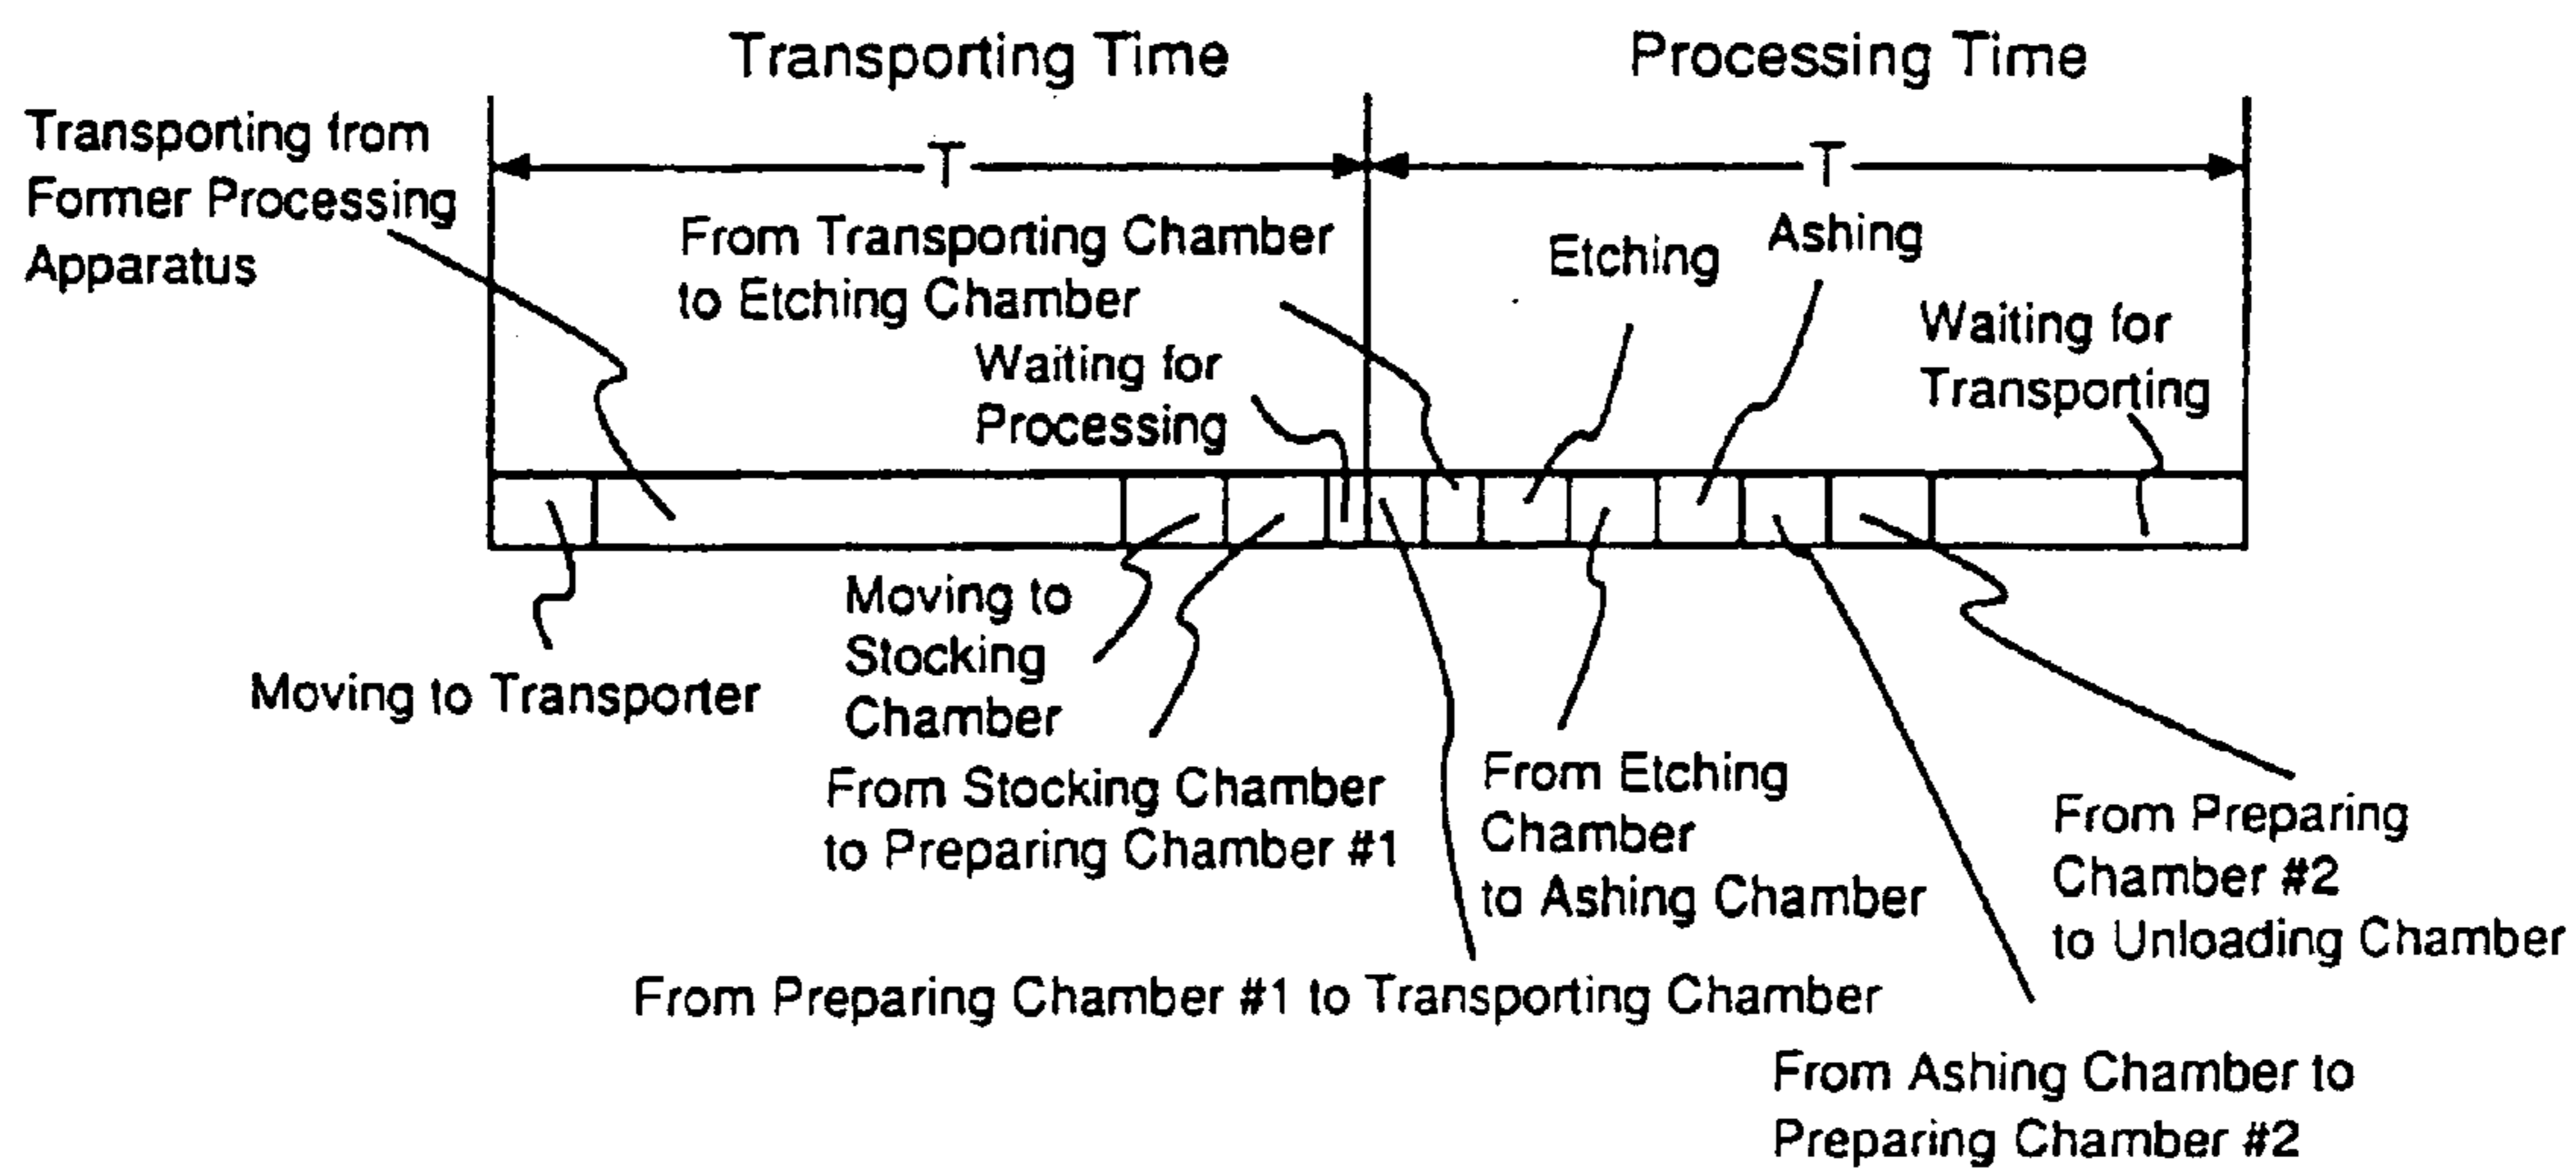 Transporting Time
Processing Time
Transporting from
Former Processing
Apparatus
T
T
From Transporting Chamber
to Etching Chamber
Etching
Ashing
Waiting for
Processing
Waiting for
Transporting
Moving to Transporter
Moving to
Stocking
Chamber
From Stocking Chamber
to Preparing Chamber #1
From Preparing Chamber #1 to Transporting Chamber
From Etching
Chamber
to Ashing Chamber
From Preparing
Chamber #2
to Unloading Chamber
From Ashing Chamber to
Preparing Chamber #2